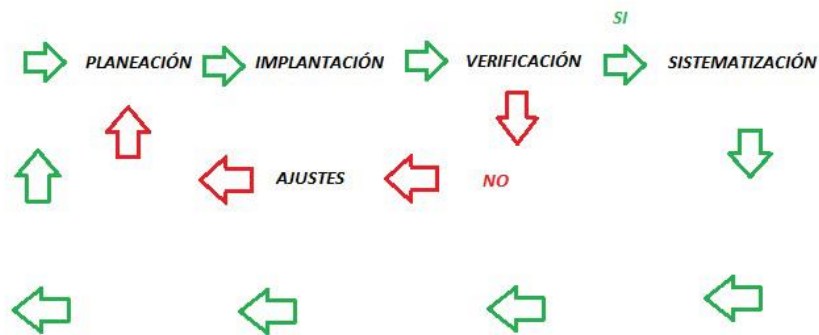 SI
PLANEACIÓN IMPLANTACIÓN VERIFICACIÓN SISTEMATIZACIÓN
AJUSTES NO